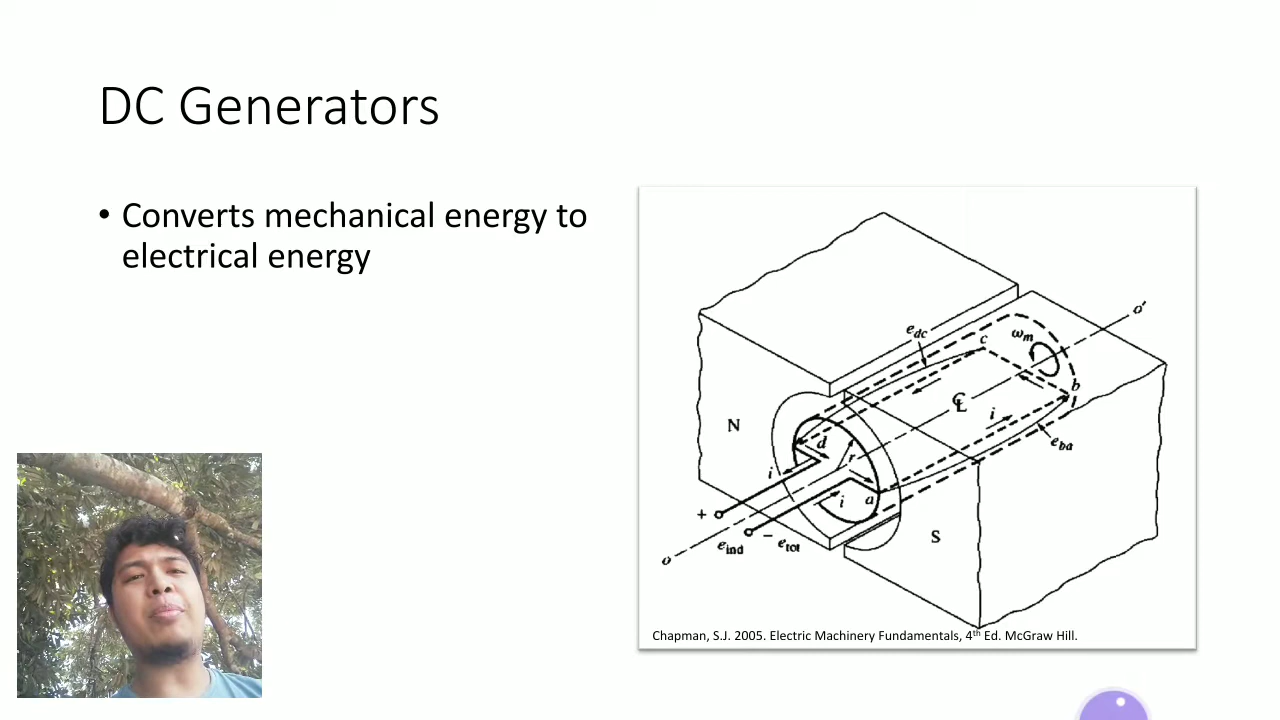 DC Generators
• Converts mechanical energy to
electrical energy
o'
e_dc
ω_m
c
b
℄
i
N
e_ba
d
r
i
a
i
+
S
e_ind
− e_tot
o
Chapman, S.J. 2005. Electric Machinery Fundamentals, 4th Ed. McGraw Hill.